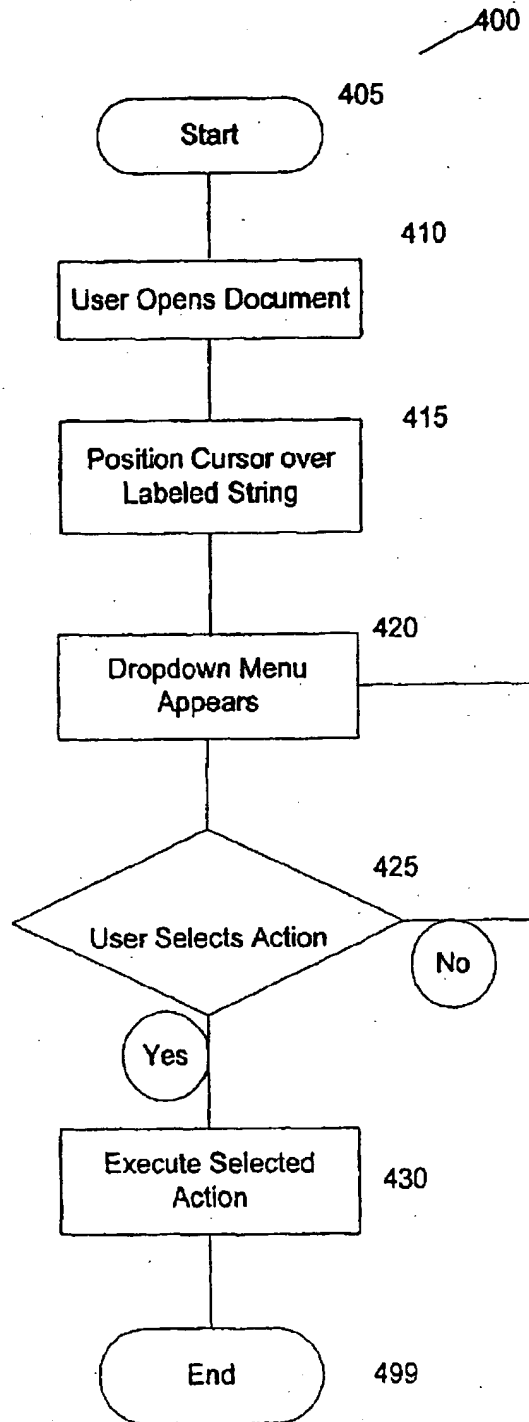 400
405
Start
410
User Opens Document
415
Position Cursor over
Labeled String
420
Dropdown Menu
Appears
425
User Selects Action
No
Yes
Execute Selected
Action
430
End
499